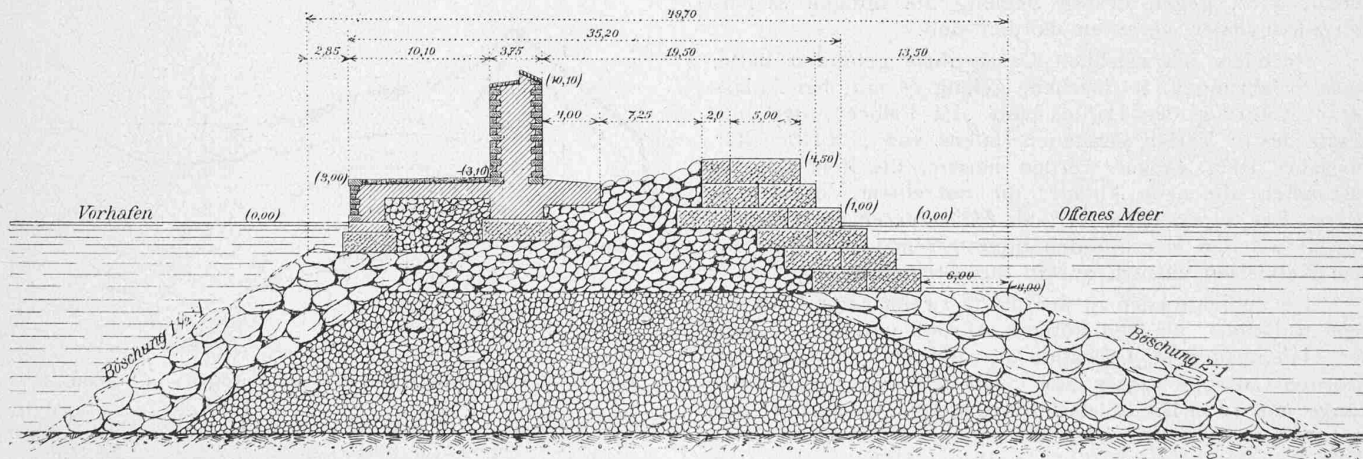 49,70
35,20
2,85 10,10 3,75 19,50 13,50
(10,10)
4,00 7,25 2,0 5,00
(4,50)
(3,00) (3,10)
Vorhafen (0,00) (1,00) (0,00) Offenes Meer
6,00
Böschung 1½:1 Böschung 2:1